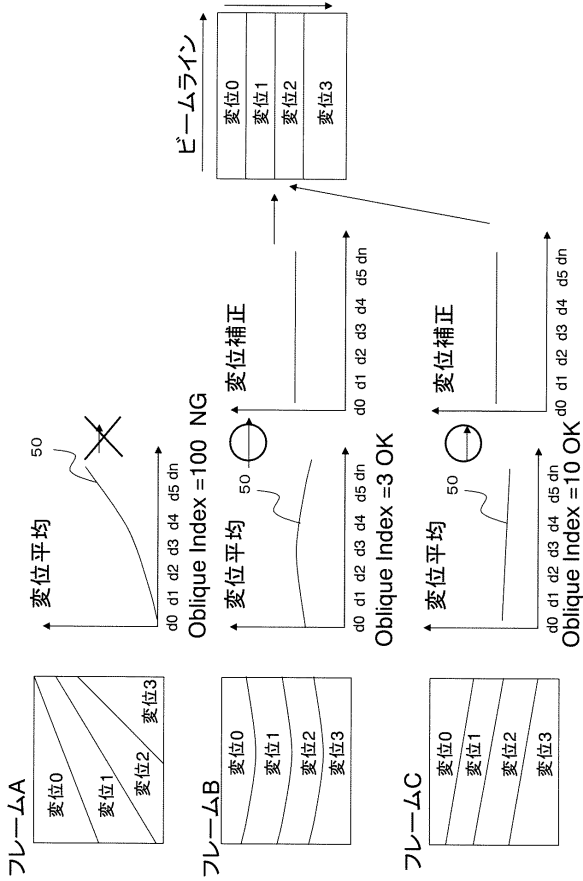 フレームA
変位0
変位1
変位2
変位3
変位平均
50
d0 d1 d2 d3 d4 d5 dn
Oblique Index =100 NG
フレームB
変位0
変位1
変位2
変位3
変位平均
50
d0 d1 d2 d3 d4 d5 dn
Oblique Index =3 OK
変位補正
d0 d1 d2 d3 d4 d5 dn
ビームライン
変位0
変位1
変位2
変位3
フレームC
変位0
変位1
変位2
変位3
変位平均
50
d0 d1 d2 d3 d4 d5 dn
Oblique Index =10 OK
変位補正
d0 d1 d2 d3 d4 d5 dn